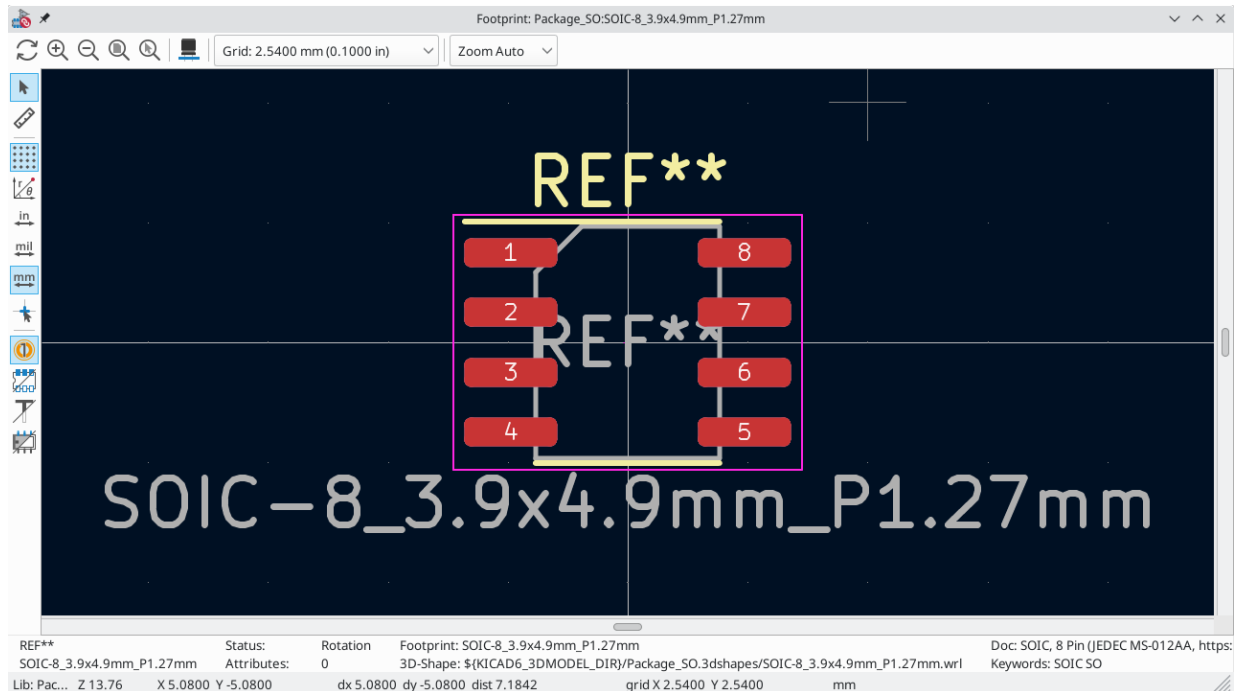 Footprint: Package_SO:SOIC-8_3.9x4.9mm_P1.27mm
Grid: 2.5400 mm (0.1000 in) Zoom Auto
in
mil
mm
REF**
1 8
2 7
REF**
3 6
4 5
SOIC-8_3.9x4.9mm_P1.27mm
REF** Status: Rotation Footprint: SOIC-8_3.9x4.9mm_P1.27mm Doc: SOIC, 8 Pin (JEDEC MS-012AA, https:
SOIC-8_3.9x4.9mm_P1.27mm Attributes: 0 3D-Shape: ${KICAD6_3DMODEL_DIR}/Package_SO.3dshapes/SOIC-8_3.9x4.9mm_P1.27mm.wrl Keywords: SOIC SO
Lib: Pac... Z 13.76 X 5.0800 Y -5.0800 dx 5.0800 dy -5.0800 dist 7.1842 grid X 2.5400 Y 2.5400 mm